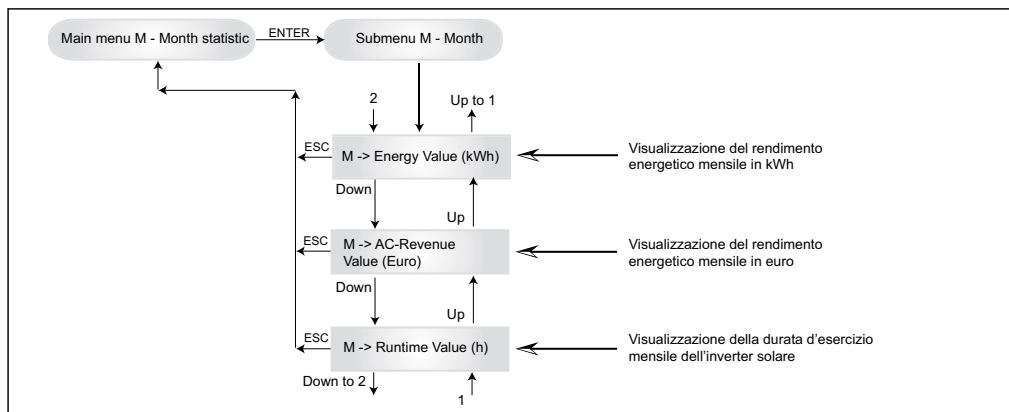 Main menu M - Month statistic
ENTER
Submenu M - Month
2
Up to 1
ESC
M -> Energy Value (kWh)
Visualizzazione del rendimento
energetico mensile in kWh
Down
Up
ESC
M -> AC-Revenue
Value (Euro)
Visualizzazione del rendimento
energetico mensile in euro
Down
Up
ESC
M -> Runtime Value (h)
Visualizzazione della durata d’esercizio
mensile dell’inverter solare
Down to 2
1